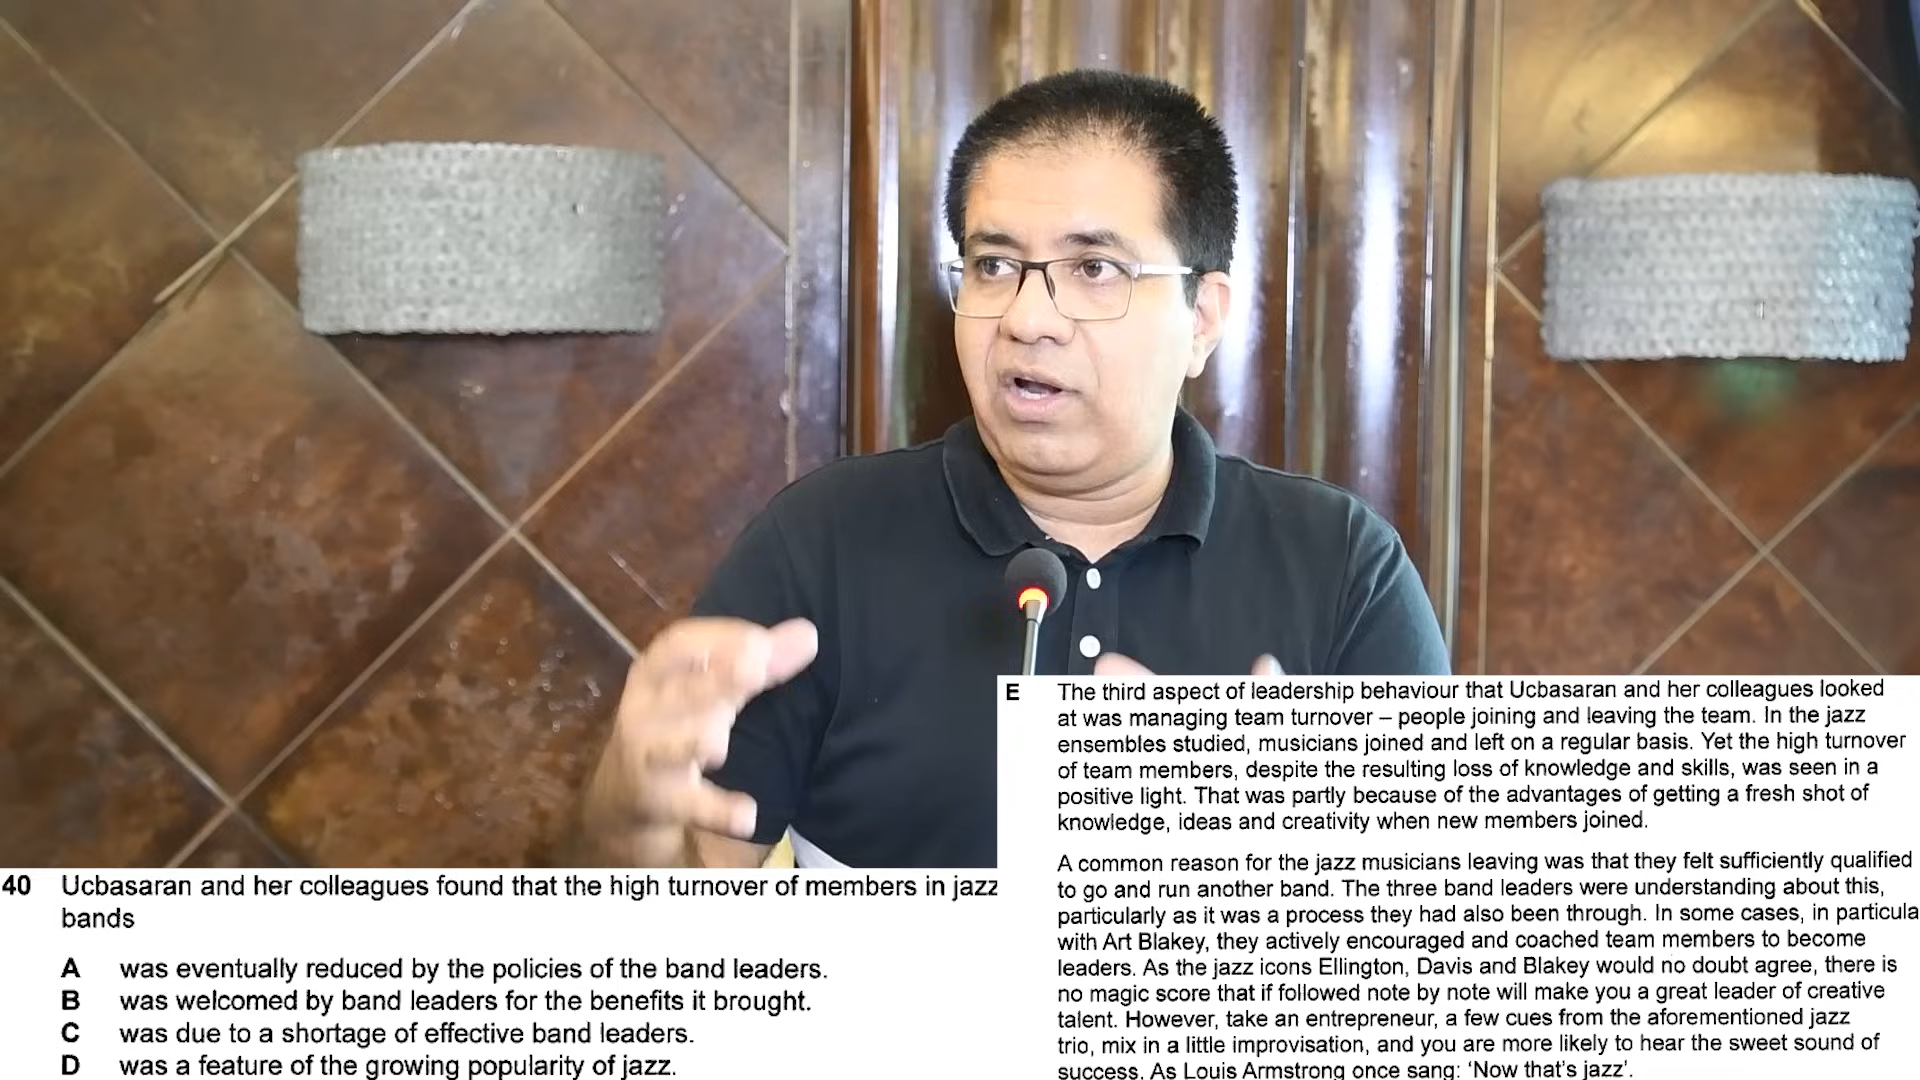 E The third aspect of leadership behaviour that Ucbasaran and her colleagues looked
at was managing team turnover – people joining and leaving the team. In the jazz
ensembles studied, musicians joined and left on a regular basis. Yet the high turnover
of team members, despite the resulting loss of knowledge and skills, was seen in a
positive light. That was partly because of the advantages of getting a fresh shot of
knowledge, ideas and creativity when new members joined.
A common reason for the jazz musicians leaving was that they felt sufficiently qualified
to go and run another band. The three band leaders were understanding about this,
particularly as it was a process they had also been through. In some cases, in particula
with Art Blakey, they actively encouraged and coached team members to become
leaders. As the jazz icons Ellington, Davis and Blakey would no doubt agree, there is
no magic score that if followed note by note will make you a great leader of creative
talent. However, take an entrepreneur, a few cues from the aforementioned jazz
trio, mix in a little improvisation, and you are more likely to hear the sweet sound of
success. As Louis Armstrong once sang: ‘Now that’s jazz’.
40 Ucbasaran and her colleagues found that the high turnover of members in jazz
bands
A was eventually reduced by the policies of the band leaders.
B was welcomed by band leaders for the benefits it brought.
C was due to a shortage of effective band leaders.
D was a feature of the growing popularity of jazz.